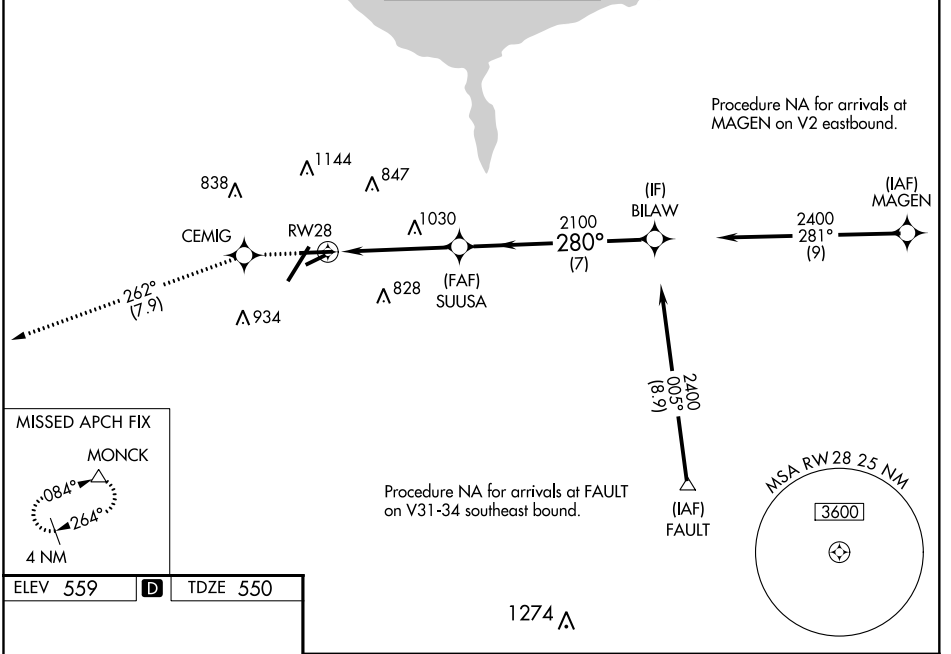 Procedure NA for arrivals at
MAGEN on V2 eastbound.
1144
838
847
(IF)
BILAW
(IAF)
MAGEN
1030
2100
280°
(7)
2400
281°
(9)
CEMIG
RW28
(FAF)
SUUSA
828
262°
(7.9)
934
2400
005°
(8.9)
MISSED APCH FIX
MONCK
084°
264°
4 NM
Procedure NA for arrivals at FAULT
on V31-34 southeast bound.
(IAF)
FAULT
MSA RW 28 25 NM
3600
ELEV 559
D
TDZE 550
1274